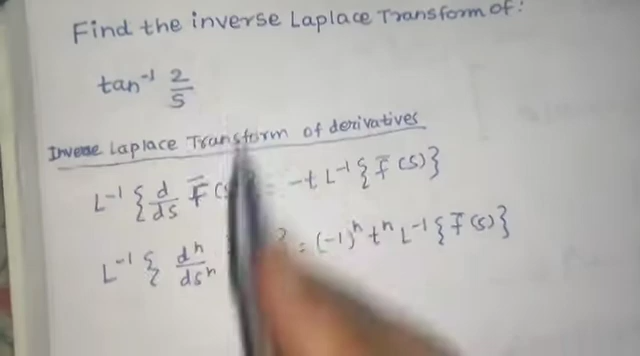 Find the inverse Laplace Transform of:
tan⁻¹ 2/s
Inverse Laplace Transform of derivatives
L⁻¹ { d/ds F̄(s = -t L⁻¹{F̄(s)}
L⁻¹ { dⁿ/dsⁿ } = (-1)ⁿ tⁿ L⁻¹{F̄(s)}